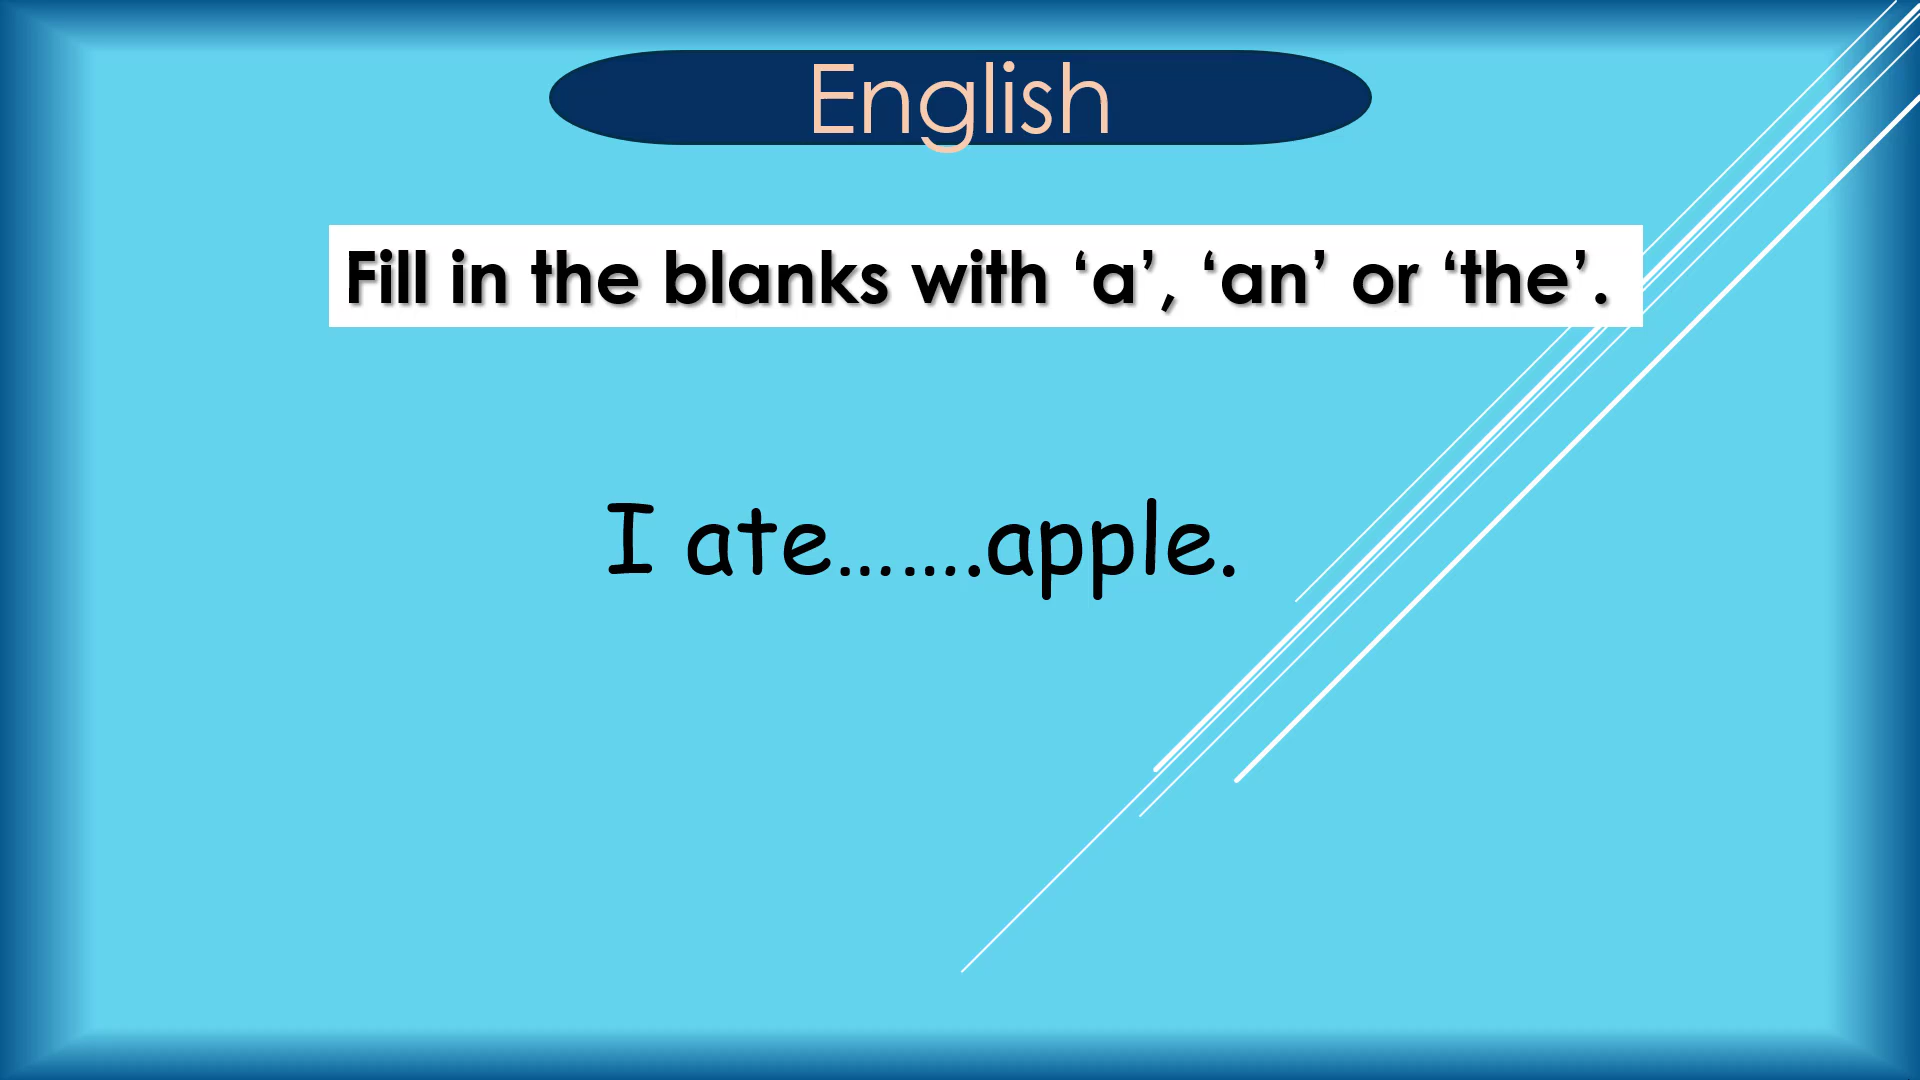 English
Fill in the blanks with ‘a’, ‘an’ or ‘the’.
I ate…….apple.